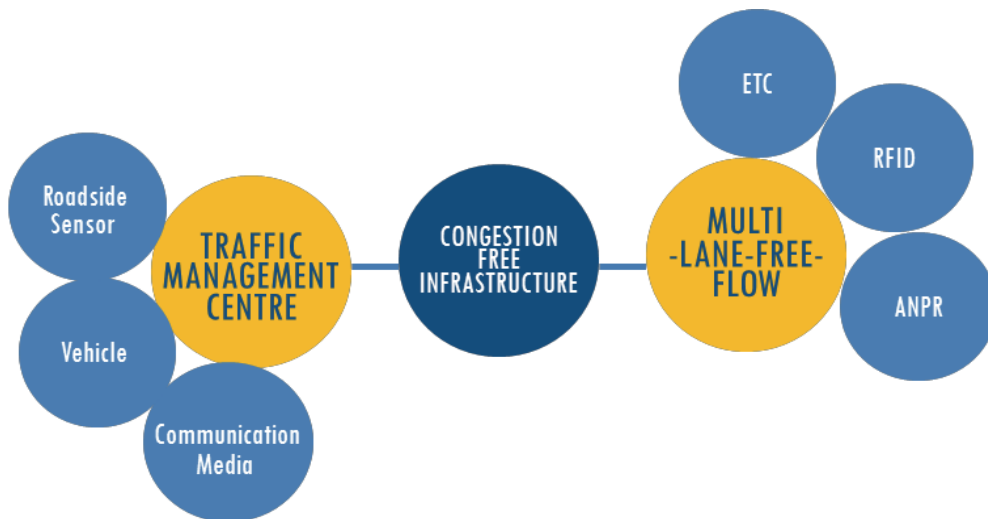 ETC
RFID
ANPR
MULTI
-LANE-FREE-
FLOW
CONGESTION
FREE
INFRASTRUCTURE
TRAFFIC
MANAGEMENT
CENTRE
Roadside
Sensor
Vehicle
Communication
Media